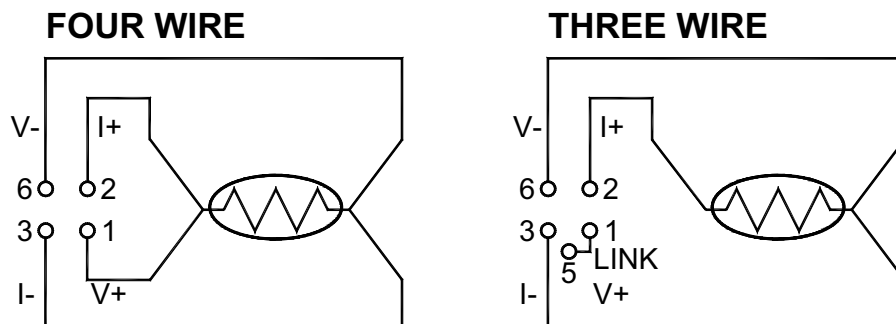 FOUR WIRE
THREE WIRE
V- I+
6 2
3 1
I- V+
V- I+
6 2
3 1
5 LINK
I- V+